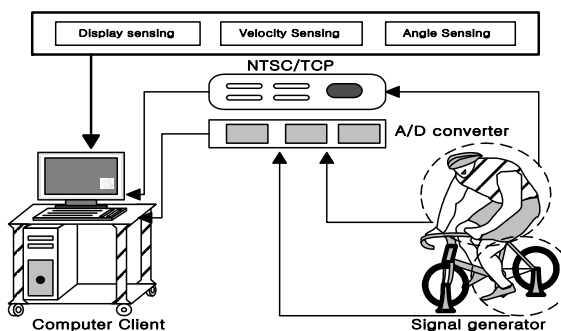 Display sensing
Velocity Sensing
Angle Sensing
NTSC/TCP
A/D converter
Computer Client
Signal generator